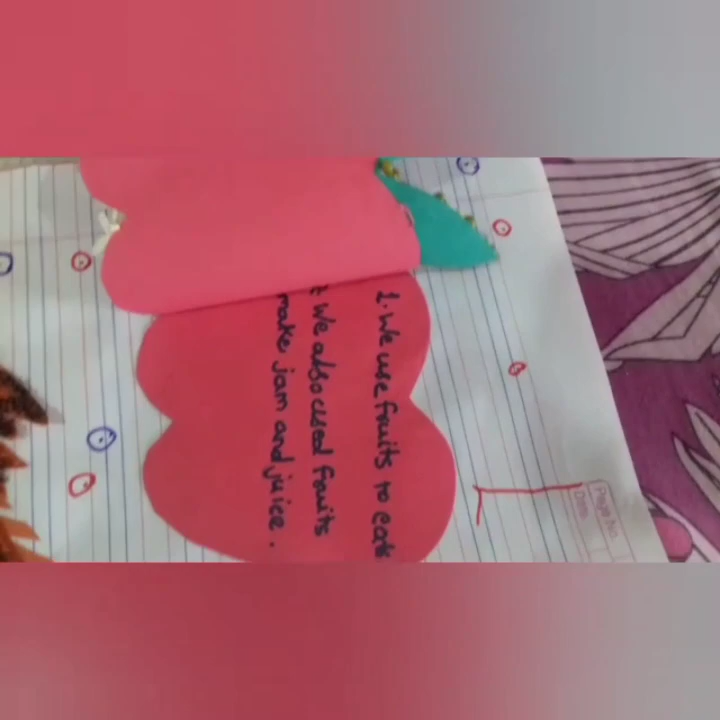 Page No.
Date
1. We use fruits to eat
We also used fruits
make jam and juice.